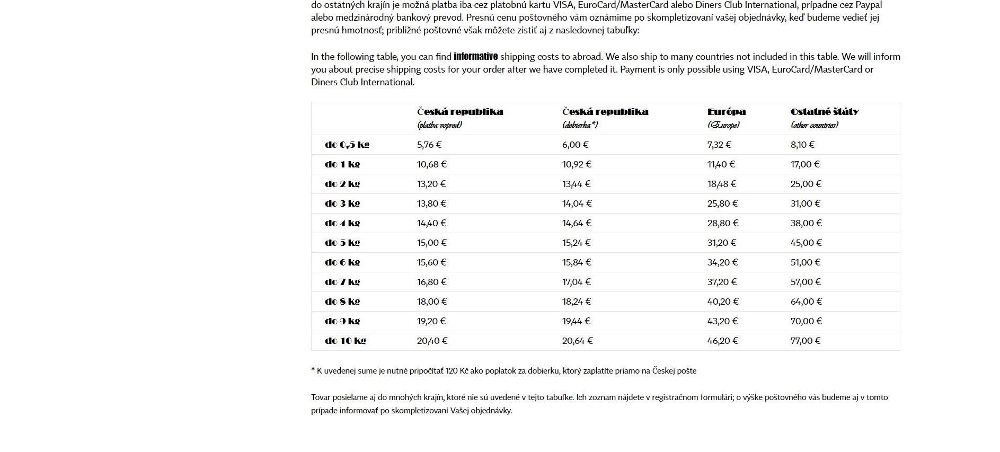 do ostatných krajín je možná platba iba cez platobnú kartu VISA, EuroCard/MasterCard alebo Diners Club International, prípadne cez Paypal
alebo medzinárodný bankový prevod. Presnú cenu poštovného vám oznámime po skompletizovaní vašej objednávky, keď budeme vedieť jej
presnú hmotnosť; približné poštovné však môžete zistiť aj z nasledovnej tabuľky:
In the following table, you can find informative shipping costs to abroad. We also ship to many countries not included in this table. We will inform
you about precise shipping costs for your order after we have completed it. Payment is only possible using VISA, EuroCard/MasterCard or
Diners Club International.
Česká republika Česká republika Európa Ostatné štáty
(platba vopred) (dobierka*) (Europe) (other countries)
do 0,5 kg 5,76 € 6,00 € 7,32 € 8,10 €
do 1 kg 10,68 € 10,92 € 11,40 € 17,00 €
do 2 kg 13,20 € 13,44 € 18,48 € 25,00 €
do 3 kg 13,80 € 14,04 € 25,80 € 31,00 €
do 4 kg 14,40 € 14,64 € 28,80 € 38,00 €
do 5 kg 15,00 € 15,24 € 31,20 € 45,00 €
do 6 kg 15,60 € 15,84 € 34,20 € 51,00 €
do 7 kg 16,80 € 17,04 € 37,20 € 57,00 €
do 8 kg 18,00 € 18,24 € 40,20 € 64,00 €
do 9 kg 19,20 € 19,44 € 43,20 € 70,00 €
do 10 kg 20,40 € 20,64 € 46,20 € 77,00 €
* K uvedenej sume je nutné pripočítať 120 Kč ako poplatok za dobierku, ktorý zaplatíte priamo na Českej pošte
Tovar posielame aj do mnohých krajín, ktoré nie sú uvedené v tejto tabuľke. Ich zoznam nájdete v registračnom formulári; o výške poštovného vás budeme aj v tomto
prípade informovať po skompletizovaní Vašej objednávky.